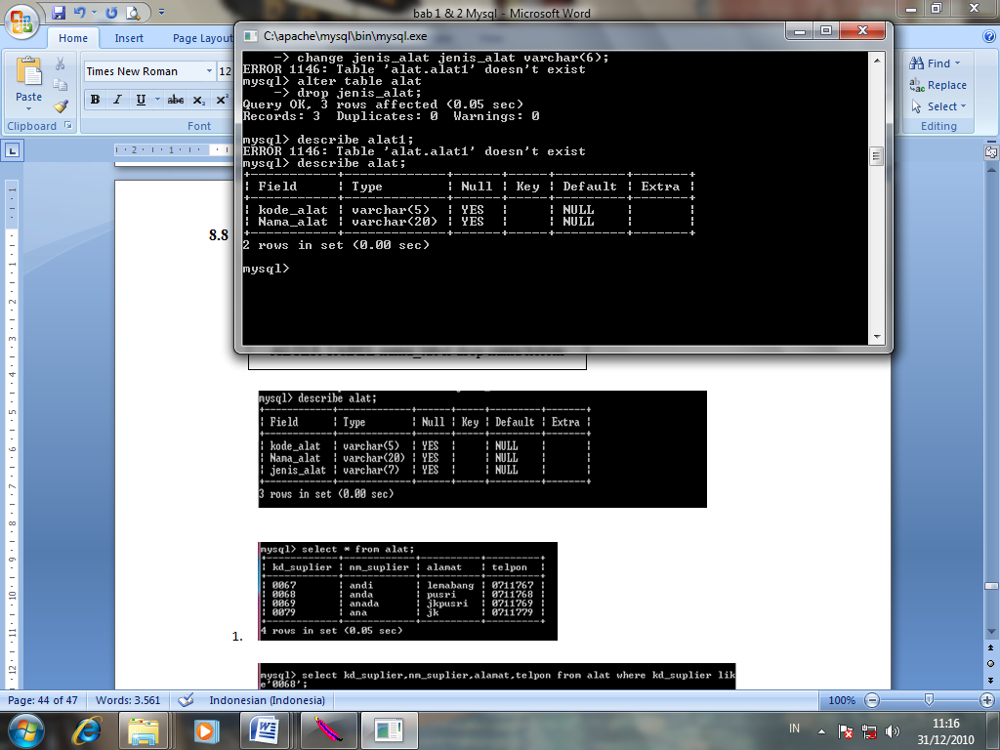 bab 1 & 2 Mysql - Microsoft Word
Home Insert Page Layout
Times New Roman 12
Paste
B I U abc X₂ X²
Clipboard Font
Find
Replace
Select
Editing
C:\apache\mysql\bin\mysql.exe
-> change jenis_alat jenis_alat varchar(6);
ERROR 1146: Table 'alat.alat1' doesn't exist
mysql> alter table alat
-> drop jenis_alat;
Query OK, 3 rows affected (0.05 sec)
Records: 3 Duplicates: 0 Warnings: 0
mysql> describe alat1;
ERROR 1146: Table 'alat.alat1' doesn't exist
mysql> describe alat;
| Field | Type | Null | Key | Default | Extra |
| kode_alat | varchar(5) | YES | | NULL | |
| Nama_alat | varchar(20) | YES | | NULL | |
2 rows in set (0.00 sec)
mysql>
8.8
mysql> describe alat;
| Field | Type | Null | Key | Default | Extra |
| kode_alat | varchar(5) | YES | | NULL | |
| Nama_alat | varchar(20) | YES | | NULL | |
| jenis_alat | varchar(7) | YES | | NULL | |
3 rows in set (0.00 sec)
mysql> select * from alat;
| kd_suplier | nm_suplier | alamat | telpon |
| 0067 | andi | lemabang | 0711767 |
| 0068 | anda | pusri | 0711768 |
| 0069 | anada | jkpusri | 0711769 |
| 0079 | ana | jk | 0711779 |
4 rows in set (0.05 sec)
1.
mysql> select kd_suplier,nm_suplier,alamat,telpon from alat where kd_suplier lik
e'0068';
Page: 44 of 47 Words: 3.561 Indonesian (Indonesia) 100%
IN 11:16
31/12/2010